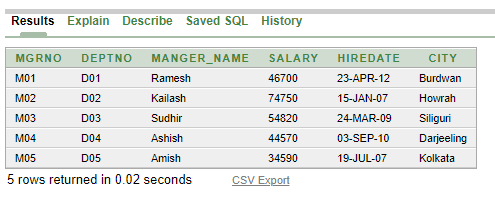 Results Explain Describe Saved SQL History
MGRNO DEPTNO MANGER_NAME SALARY HIREDATE CITY
M01 D01 Ramesh 46700 23-APR-12 Burdwan
M02 D02 Kailash 74750 15-JAN-07 Howrah
M03 D03 Sudhir 54820 24-MAR-09 Siliguri
M04 D04 Ashish 44570 03-SEP-10 Darjeeling
M05 D05 Amish 34590 19-JUL-07 Kolkata
5 rows returned in 0.02 seconds CSV Export